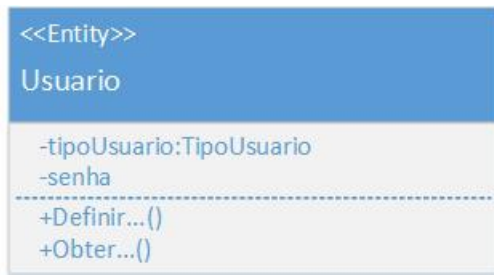 <<Entity>>
Usuario
-tipoUsuario:TipoUsuario
-senha
+Definir...()
+Obter...()